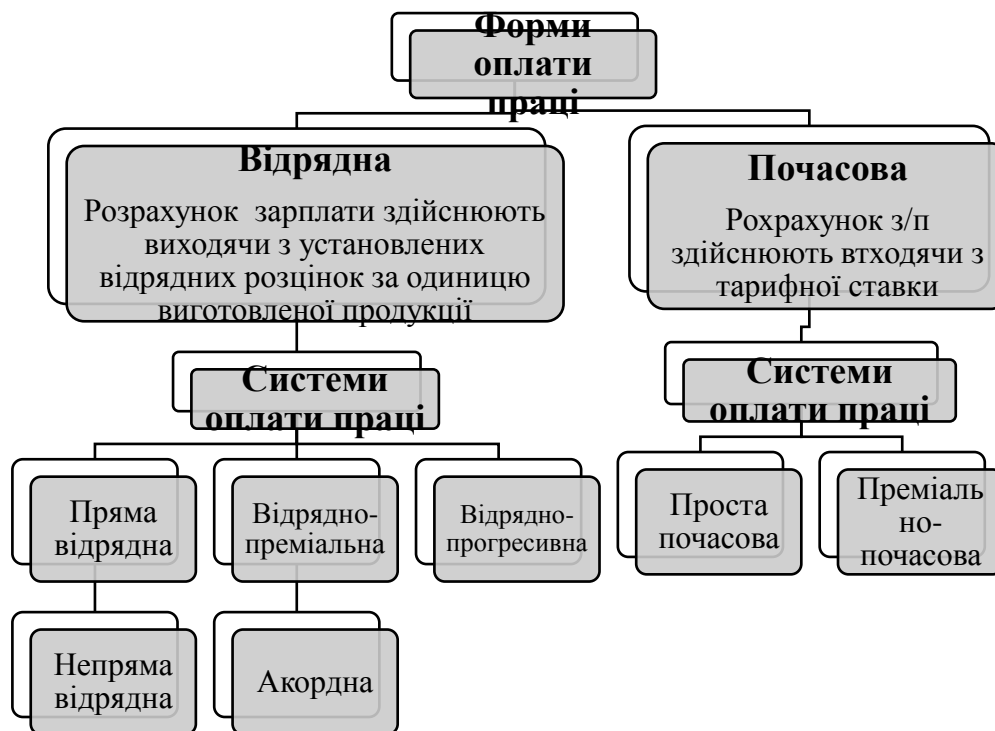 Форми
оплати
праці
Відрядна
Розрахунок зарплати здійснюють
виходячи з установлених
відрядних розцінок за одиницю
виготовленої продукції
Почасова
Рохрахунок з/п
здійснюють втходячи з
тарифної ставки
Системи
оплати праці
Системи
оплати праці
Пряма
відрядна
Відрядно-
преміальна
Відрядно-
прогресивна
Проста
почасова
Преміаль
но-
почасова
Непряма
відрядна
Акордна